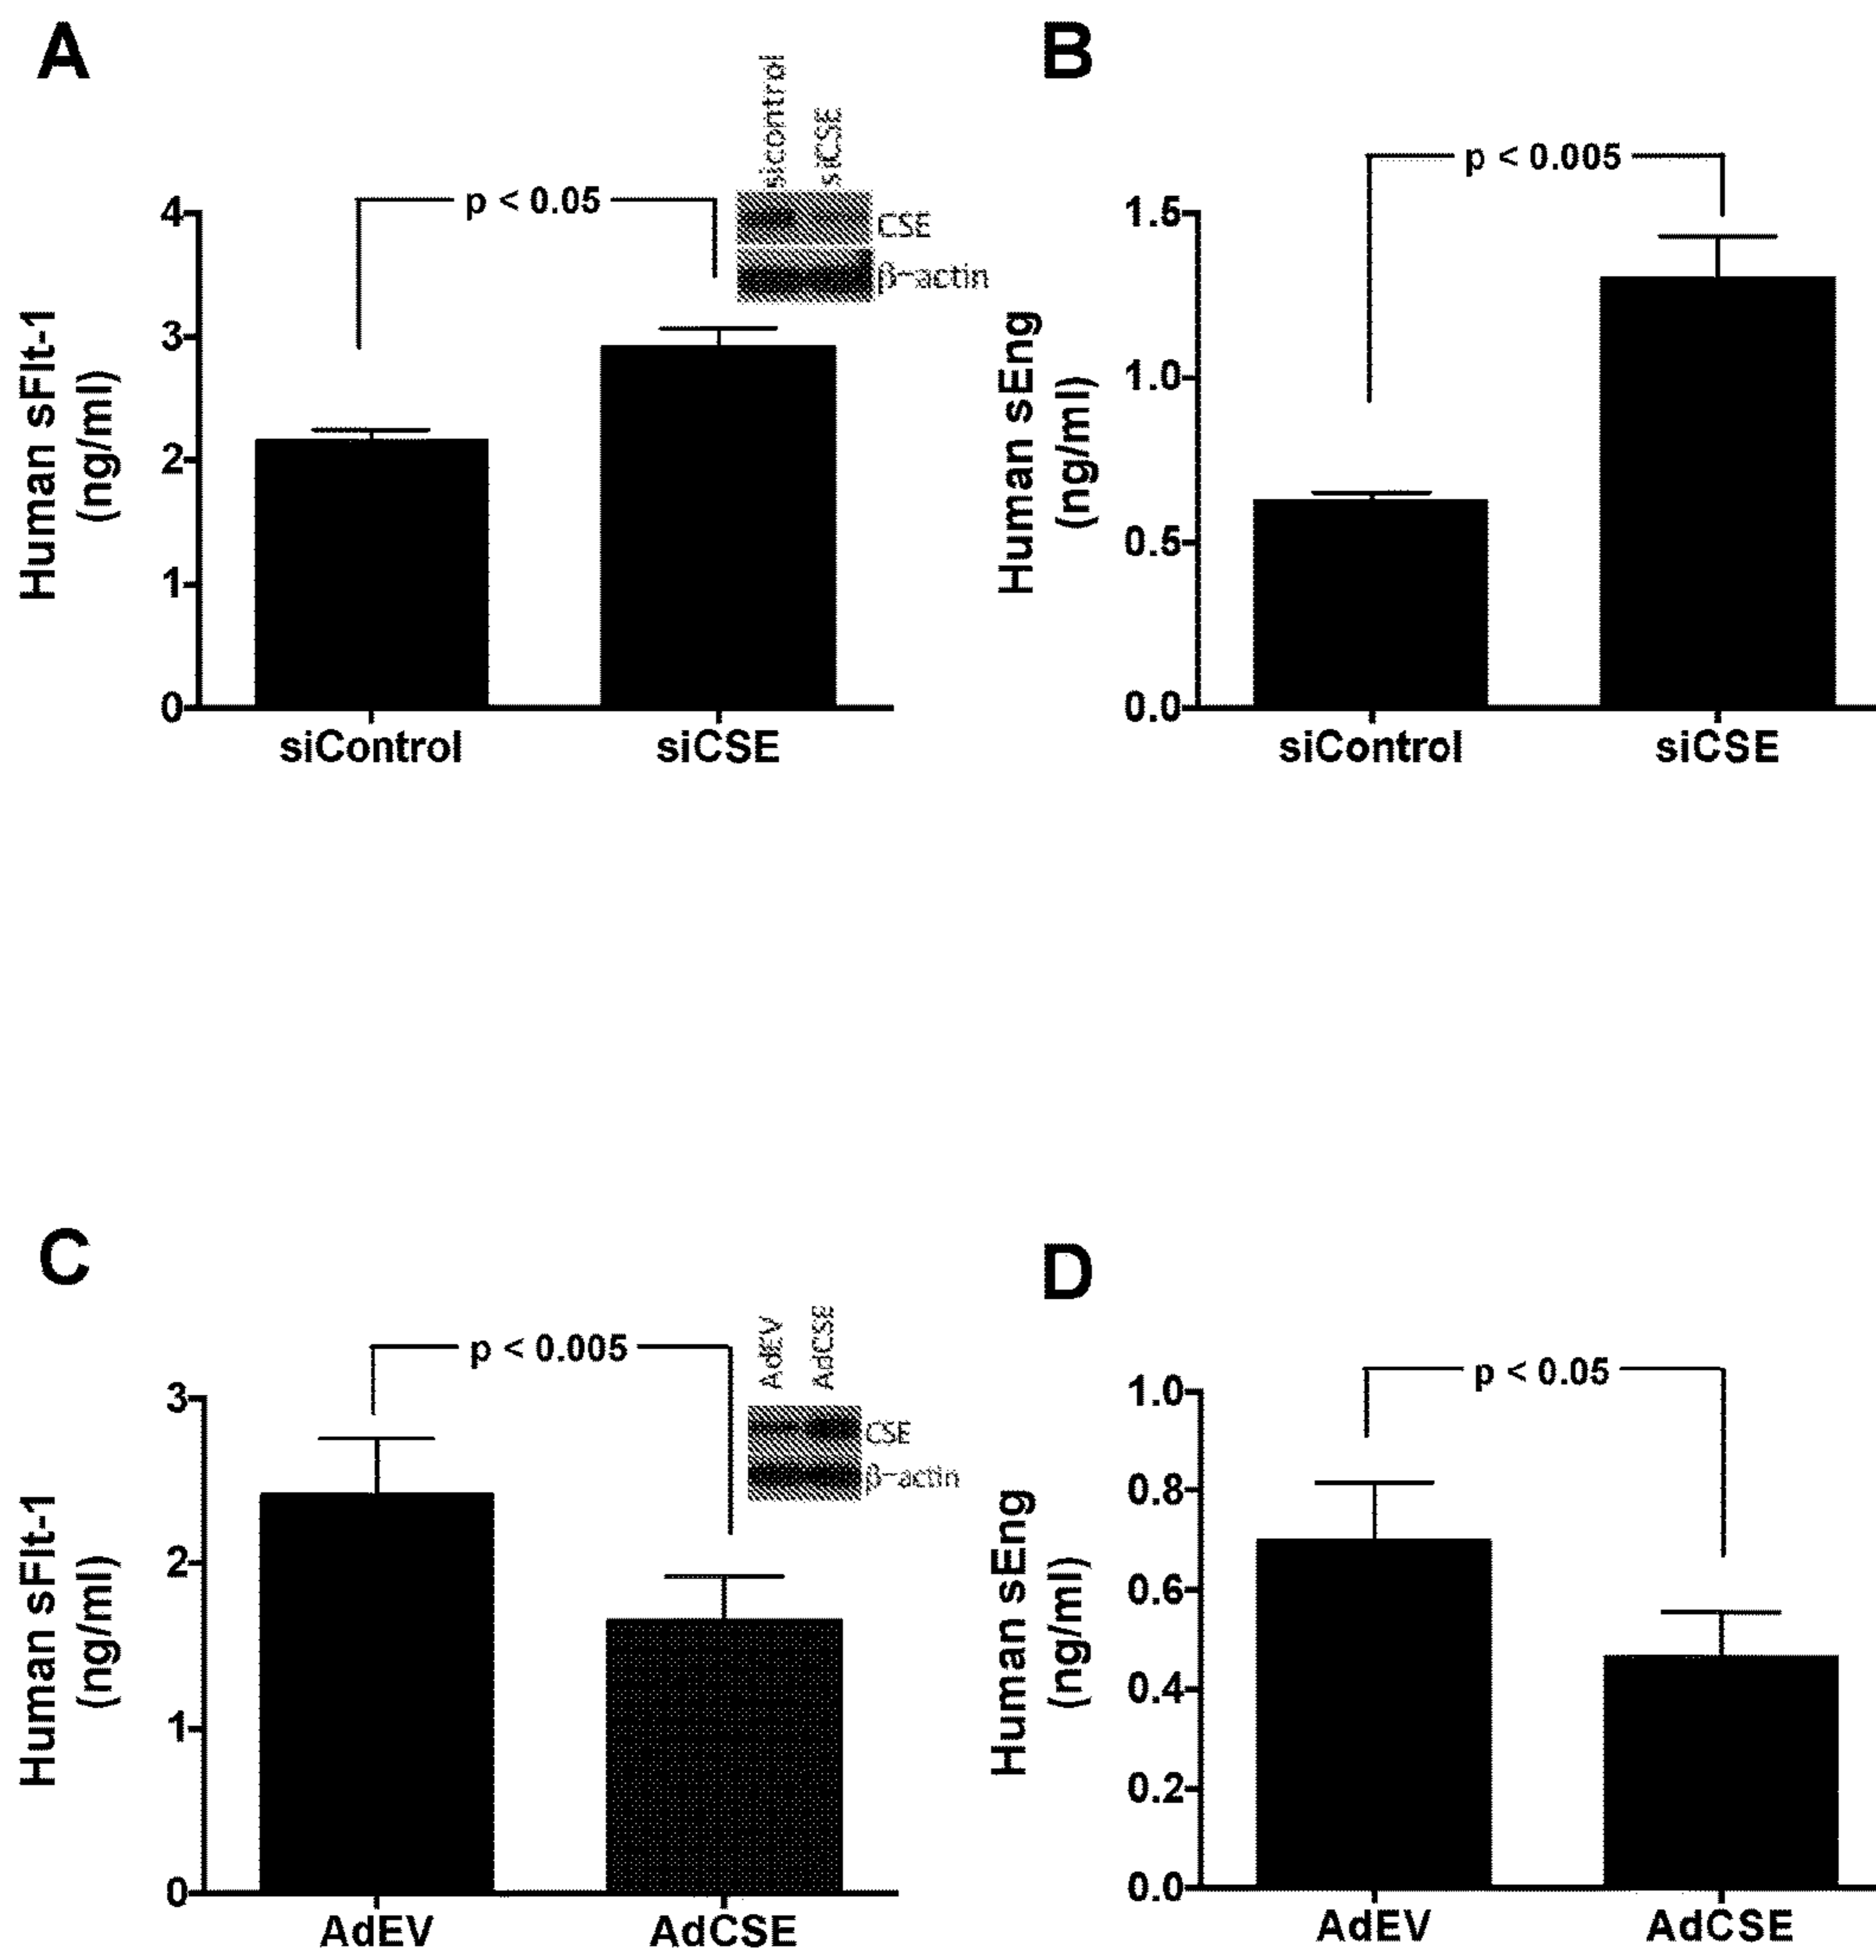 A
sicontrol
siCSE
p < 0.05
CSE
β-actin
4
3
2
1
0
Human sFlt-1
(ng/ml)
siControl
siCSE
B
p < 0.005
1.5
1.0
0.5
0.0
Human sEng
(ng/ml)
siControl
siCSE
C
AdEV
AdCSE
p < 0.005
CSE
β-actin
3
2
1
0
Human sFlt-1
(ng/ml)
AdEV
AdCSE
D
p < 0.05
1.0
0.8
0.6
0.4
0.2
0.0
Human sEng
(ng/ml)
AdEV
AdCSE